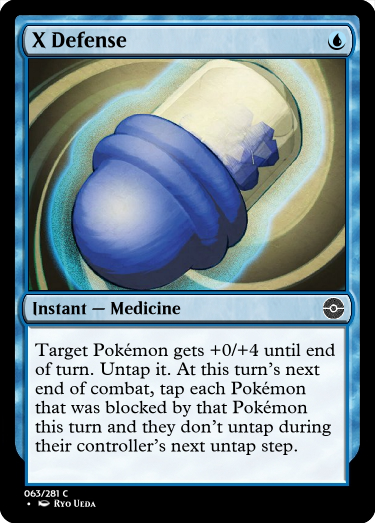 X Defense
Instant — Medicine
Target Pokémon gets +0/+4 until end
of turn. Untap it. At this turn's next
end of combat, tap each Pokémon
that was blocked by that Pokémon
this turn and they don't untap during
their controller's next untap step.
063/281 C
• Ryo Ueda